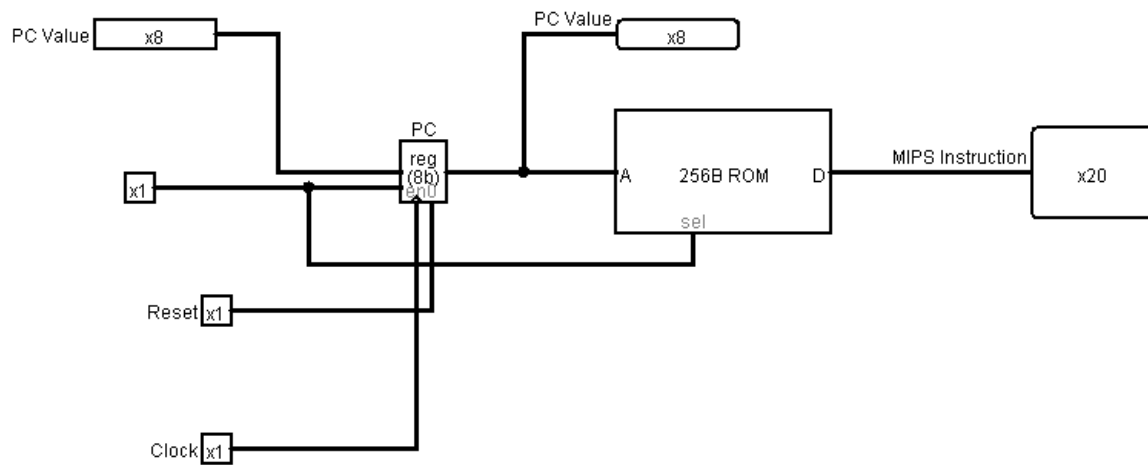 PC Value
x8
PC Value
x8
PC
reg
(8b)
en0
x1
A
256B ROM
D
sel
MIPS Instruction
x20
Reset
x1
Clock
x1